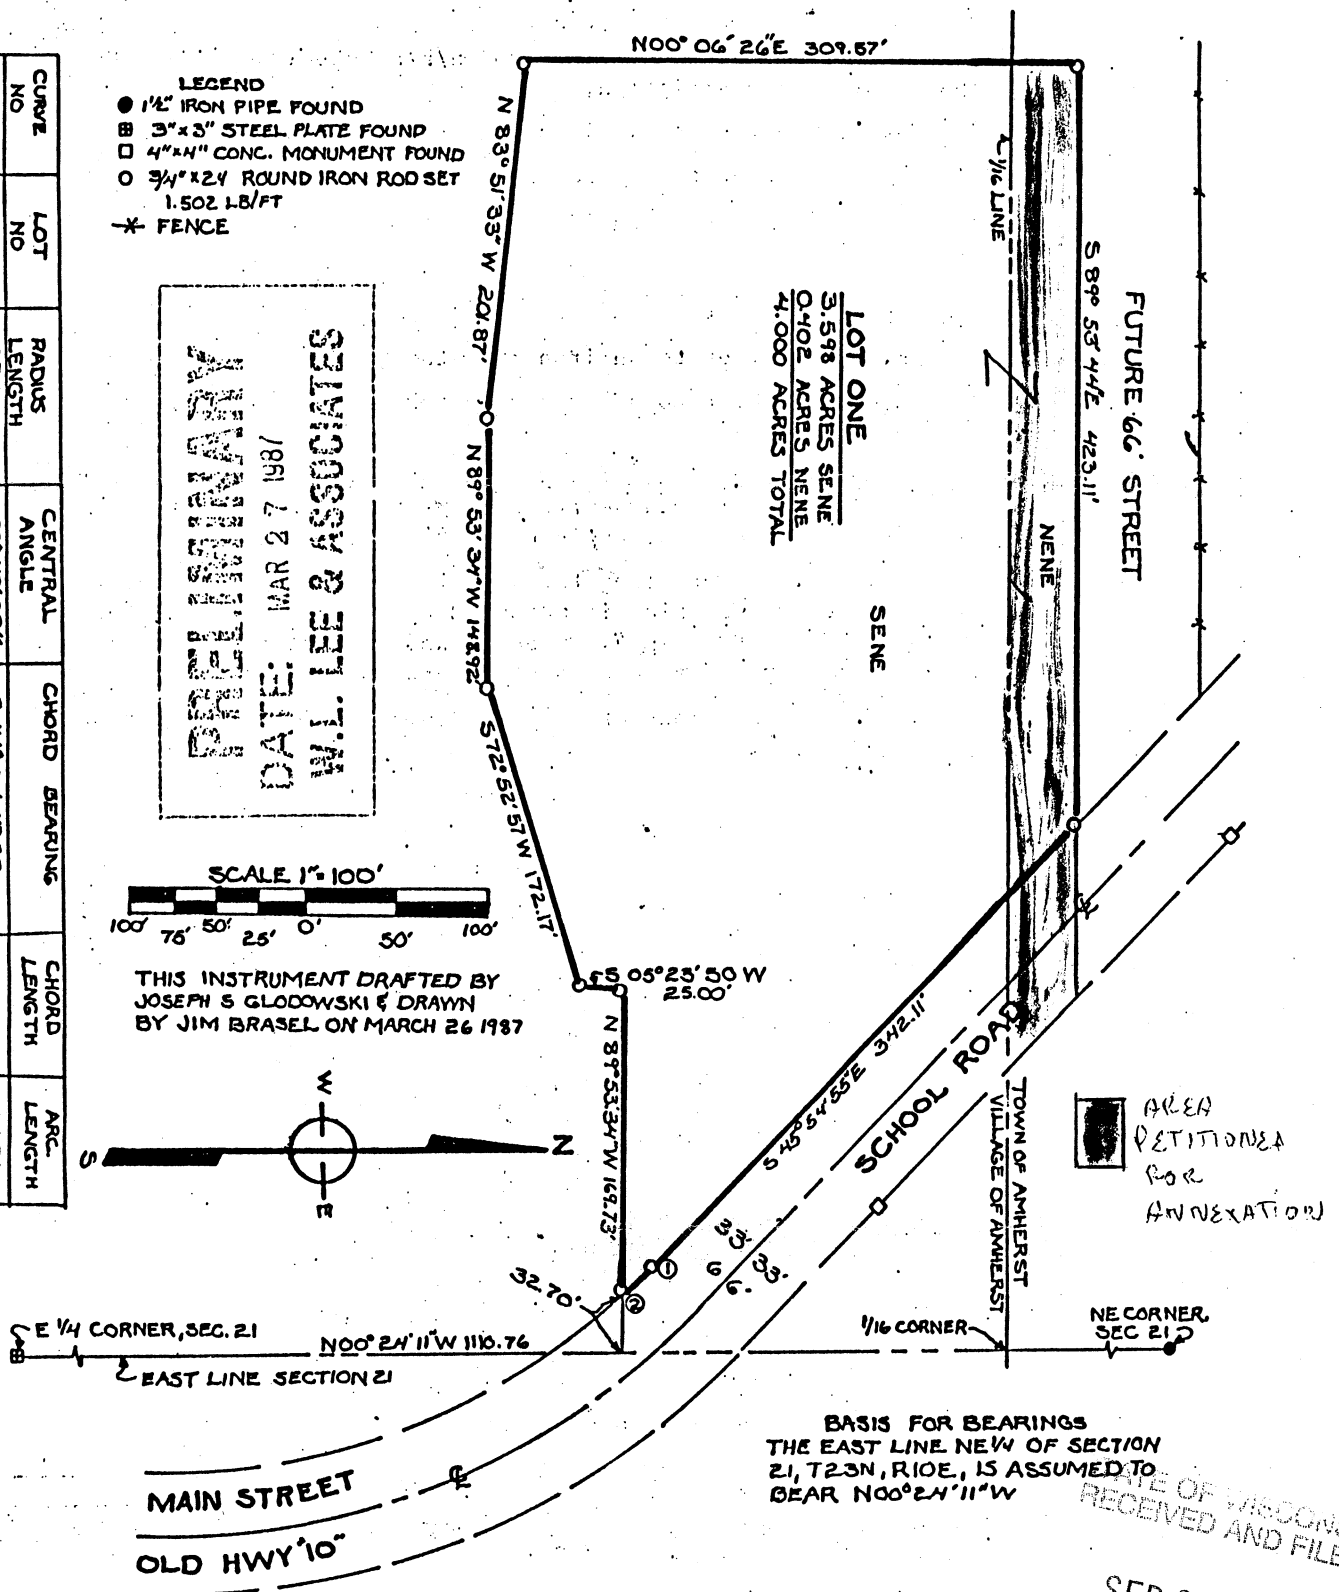 N00° 06' 26"E 309.57'
LEGEND
1½" IRON PIPE FOUND
3"x3" STEEL PLATE FOUND
4"x4" CONC. MONUMENT FOUND
3/4"x24 ROUND IRON ROD SET
1.502 LB/FT
FENCE
CURVE NO
LOT NO
RADIUS LENGTH
CENTRAL ANGLE
CHORD BEARING
CHORD LENGTH
ARC LENGTH
N 83° 51' 33" W 201.87'
N 89° 53' 34" W 148.92'
S 72° 52' 57 W 172.17'
S 05° 23' 50 W
25.00'
N 89° 53' 34" W 169.73'
PRELIMINARY
DATE: MAR 27 1987
W.L. LEE & ASSOCIATES
LOT ONE
3.598 ACRES SENE
0.402 ACRES NENE
4.000 ACRES TOTAL
SENE
1/16 LINE
NENE
S 89° 53' 44"E 423.11'
FUTURE 66' STREET
SCALE 1"=100'
100' 75' 50' 25' 0' 50' 100'
THIS INSTRUMENT DRAFTED BY
JOSEPH S GLODOWSKI & DRAWN
BY JIM BRASEL ON MARCH 26 1987
W
S
N
E
S 45° 54' 55"E 342.11'
SCHOOL ROAD
33'
66
33'
1
2
32.70'
TOWN OF AMHERST
VILLAGE OF AMHERST
AREA
PETITIONED
FOR
ANNEXATION
E 1/4 CORNER, SEC. 21
N00° 24' 11"W 1110.76
EAST LINE SECTION 21
1/16 CORNER
NE CORNER
SEC 21
MAIN STREET
OLD HWY "10"
BASIS FOR BEARINGS
THE EAST LINE NE1/4 OF SECTION
21, T23N, R10E, IS ASSUMED TO
BEAR N00°24'11"W
RECEIVED AND FILE